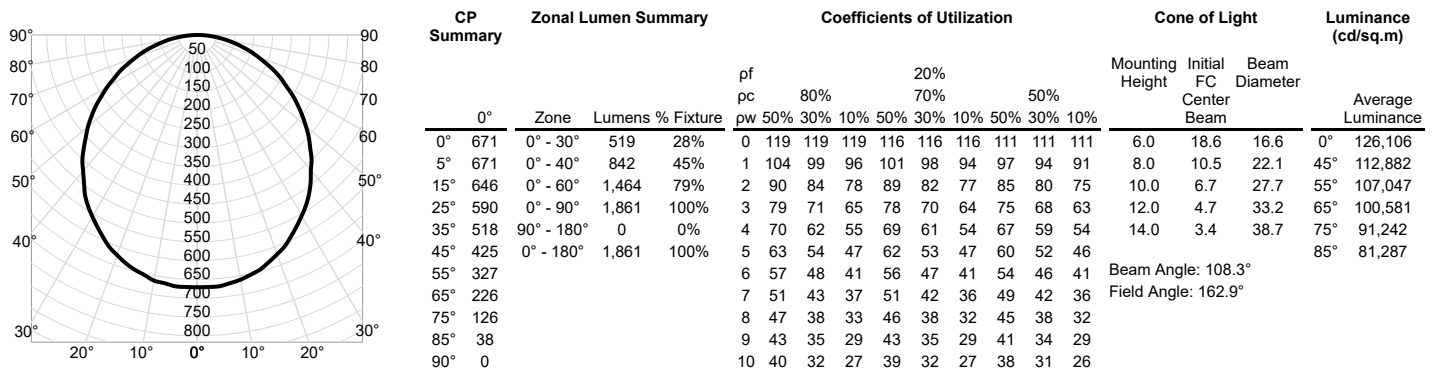 90° 90
80° 80
70° 70
60° 60
50° 50°
40° 40°
30° 30°
20° 10° 0° 10° 20°
50
100
150
200
250
300
350
400
450
500
550
600
650
700
750
800
CP Summary
0°
0° 671
5° 671
15° 646
25° 590
35° 518
45° 425
55° 327
65° 226
75° 126
85° 38
90° 0
Zonal Lumen Summary
Zone Lumens % Fixture
0° - 30° 519 28%
0° - 40° 842 45%
0° - 60° 1,464 79%
0° - 90° 1,861 100%
90° - 180° 0 0%
0° - 180° 1,861 100%
Coefficients of Utilization
ρf 20%
ρc 80% 70% 50%
ρw 50% 30% 10% 50% 30% 10% 50% 30% 10%
0 119 119 119 116 116 116 111 111 111
1 104 99 96 101 98 94 97 94 91
2 90 84 78 89 82 77 85 80 75
3 79 71 65 78 70 64 75 68 63
4 70 62 55 69 61 54 67 59 54
5 63 54 47 62 53 47 60 52 46
6 57 48 41 56 47 41 54 46 41
7 51 43 37 51 42 36 49 42 36
8 47 38 33 46 38 32 45 38 32
9 43 35 29 43 35 29 41 34 29
10 40 32 27 39 32 27 38 31 26
Cone of Light
Mounting Height Initial FC Center Beam Beam Diameter
6.0 18.6 16.6
8.0 10.5 22.1
10.0 6.7 27.7
12.0 4.7 33.2
14.0 3.4 38.7
Beam Angle: 108.3°
Field Angle: 162.9°
Luminance (cd/sq.m)
Average Luminance
0° 126,106
45° 112,882
55° 107,047
65° 100,581
75° 91,242
85° 81,287